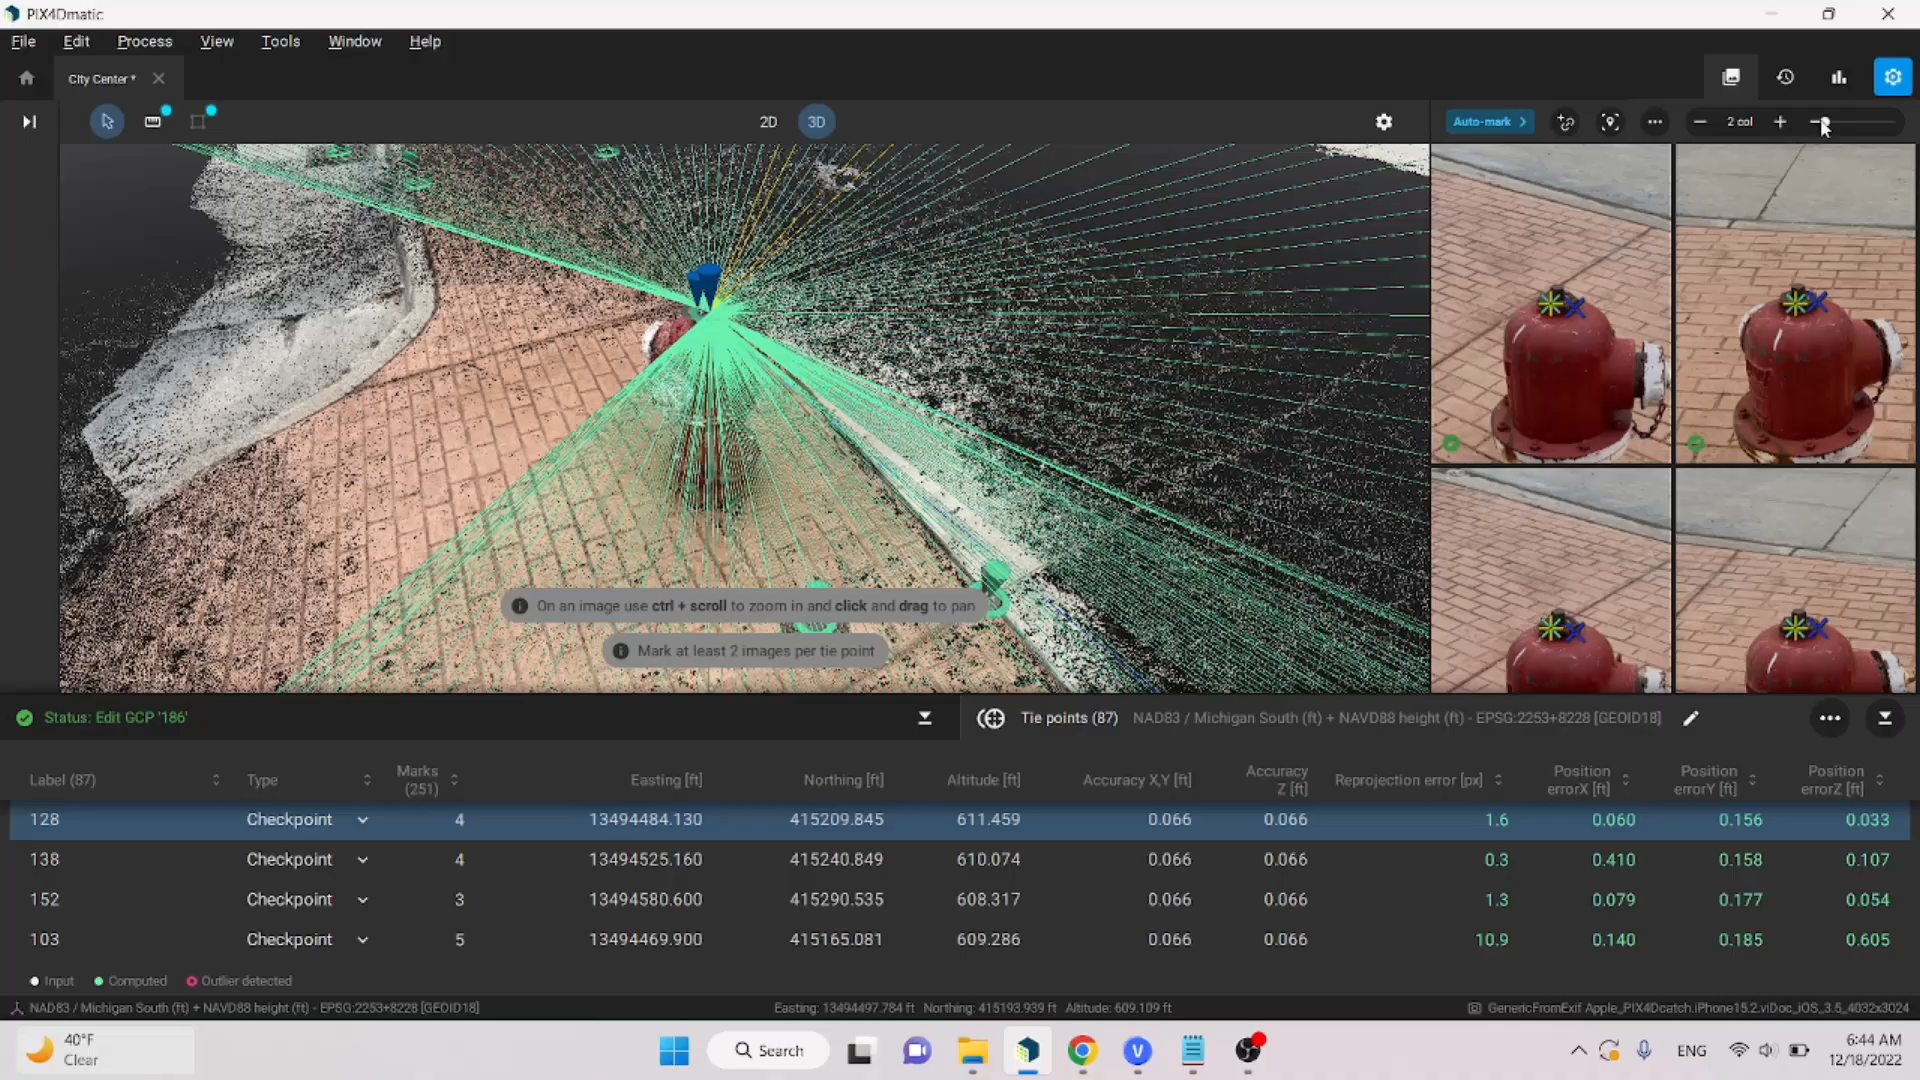 PIX4Dmatic
File Edit Process View Tools Window Help
City Center *
2D 3D
Auto-mark
2 col
On an image use ctrl + scroll to zoom in and click and drag to pan
Mark at least 2 images per tie point
Status: Edit GCP '186'
Tie points (87) NAD83 / Michigan South (ft) + NAVD88 height (ft) - EPSG:2253+8228 [GEOID18]
Label (87) Type Marks (251) Easting [ft] Northing [ft] Altitude [ft] Accuracy X,Y [ft] Accuracy Z [ft] Reprojection error [px] Position errorX [ft] Position errorY [ft] Position errorZ [ft]
128 Checkpoint 4 13494484.130 415209.845 611.459 0.066 0.066 1.6 0.060 0.156 0.033
138 Checkpoint 4 13494525.160 415240.849 610.074 0.066 0.066 0.3 0.410 0.158 0.107
152 Checkpoint 3 13494580.600 415290.535 608.317 0.066 0.066 1.3 0.079 0.177 0.054
103 Checkpoint 5 13494469.900 415165.081 609.286 0.066 0.066 10.9 0.140 0.185 0.605
Input Computed Outlier detected
NAD83 / Michigan South (ft) + NAVD88 height (ft) - EPSG:2253+8228 [GEOID18] Easting: 13494497.784 ft Northing: 415193.939 ft Altitude: 609.109 ft GenericFromExif Apple_PIX4Dcatch.iPhone15.2.viDoc_iOS_3.5_4032x3024
40°F
Clear
Search
ENG
6:44 AM
12/18/2022